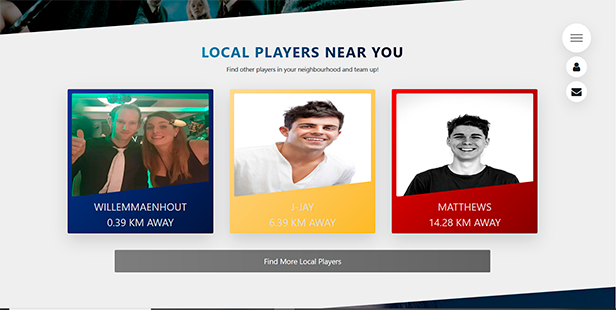 LOCAL PLAYERS NEAR YOU
Find other players in your neighbourhood and team up!
WILLEMMAENHOUT
0.39 KM AWAY
J-JAY
6.39 KM AWAY
MATTHEWS
14.28 KM AWAY
Find More Local Players